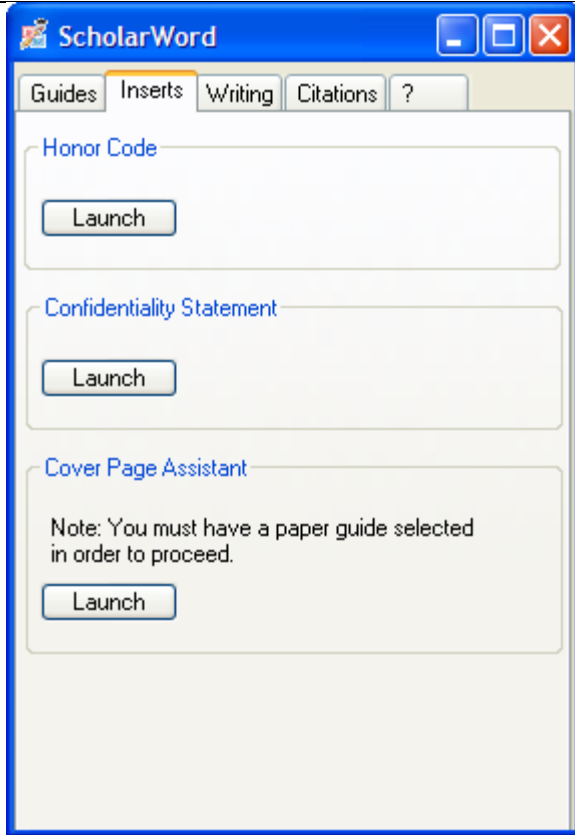 ScholarWord
Guides Inserts Writing Citations ?
Honor Code
Launch
Confidentiality Statement
Launch
Cover Page Assistant
Note: You must have a paper guide selected
in order to proceed.
Launch